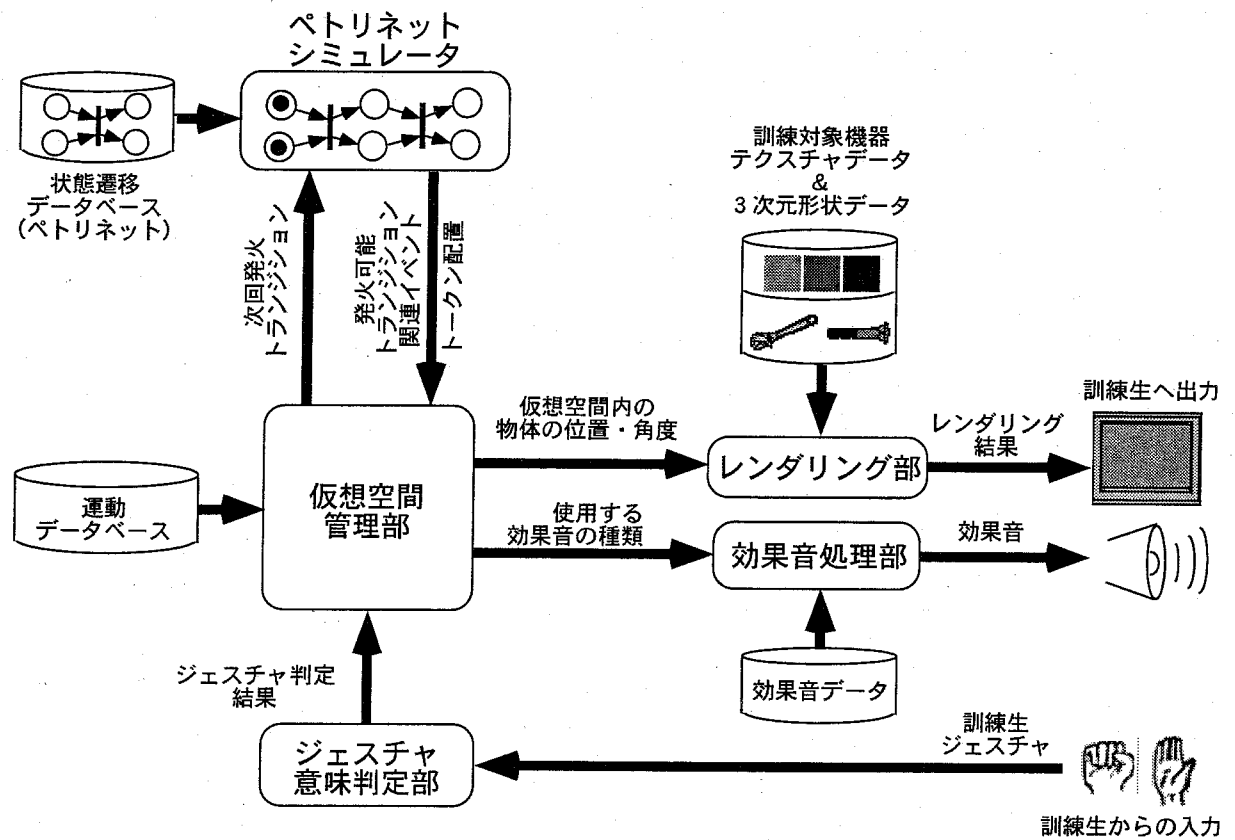 ペトリネット
シミュレータ
状態遷移
データベース
(ペトリネット)
訓練対象機器
テクスチャデータ
&
3次元形状データ
次回発火
トランジション
発火可能
トランジション
関連イベント
トークン配置
仮想空間内の
物体の位置・角度
訓練生へ出力
レンダリング
結果
レンダリング部
運動
データベース
仮想空間
管理部
使用する
効果音の種類
効果音処理部
効果音
ジェスチャ判定
結果
効果音データ
訓練生
ジェスチャ
ジェスチャ
意味判定部
訓練生からの入力